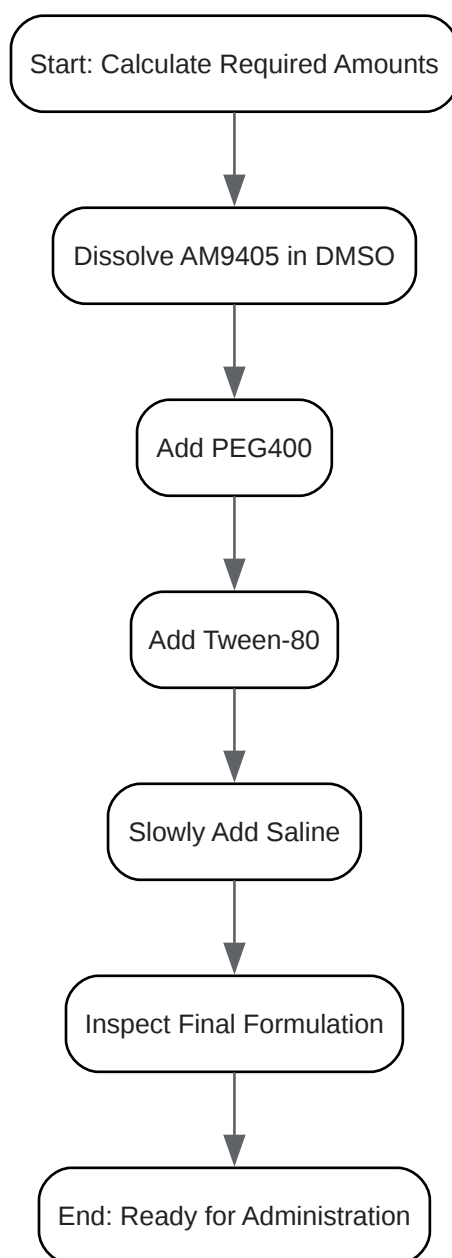 Start: Calculate Required Amounts
Dissolve AM9405 in DMSO
Add PEG400
Add Tween-80
Slowly Add Saline
Inspect Final Formulation
End: Ready for Administration